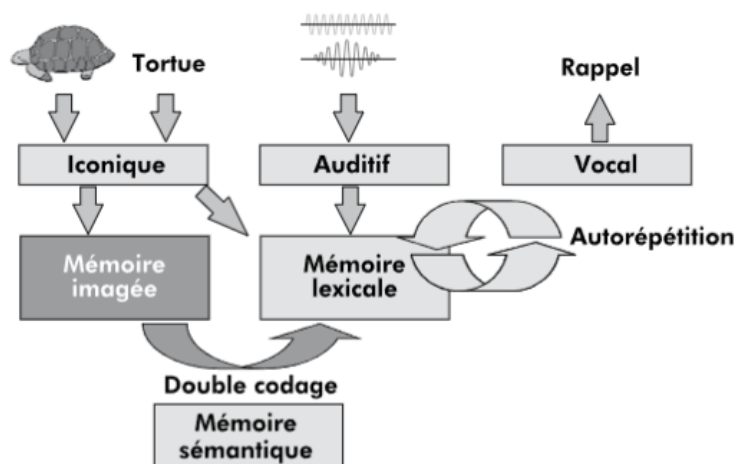 Tortue
Rappel
Iconique
Auditif
Vocal
Mémoire
imagée
Mémoire
lexicale
Autorépétition
Double codage
Mémoire
sémantique